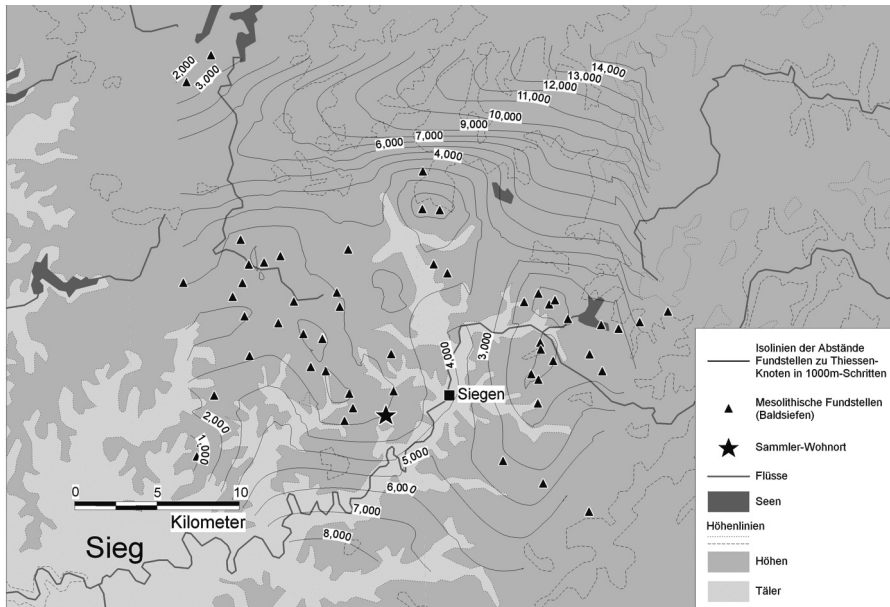 2,000
3,000
14,000
13,000
12,000
11,000
10,000
9,000
7,000
6,000
4,000
3,000
4,000
Siegen
2,000
1,000
5,000
6,000
7,000
8,000
0 5 10
Kilometer
Sieg
Isolinien der Abstände
Fundstellen zu Thiessen-
Knoten in 1000m-Schritten
Mesolithische Fundstellen
(Baldsiefen)
Sammler-Wohnort
Flüsse
Seen
Höhenlinien
Höhen
Täler